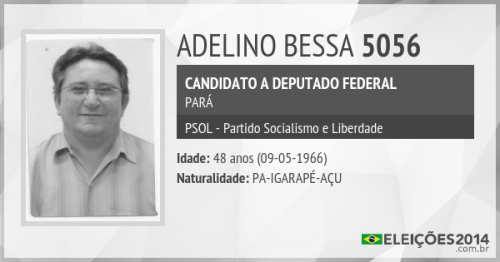 ADELINO BESSA 5056
CANDIDATO A DEPUTADO FEDERAL
PARÁ
PSOL - Partido Socialismo e Liberdade
Idade: 48 anos (09-05-1966)
Naturalidade: PA-IGARAPÉ-AÇU
ELEIÇÕES2014
.com.br